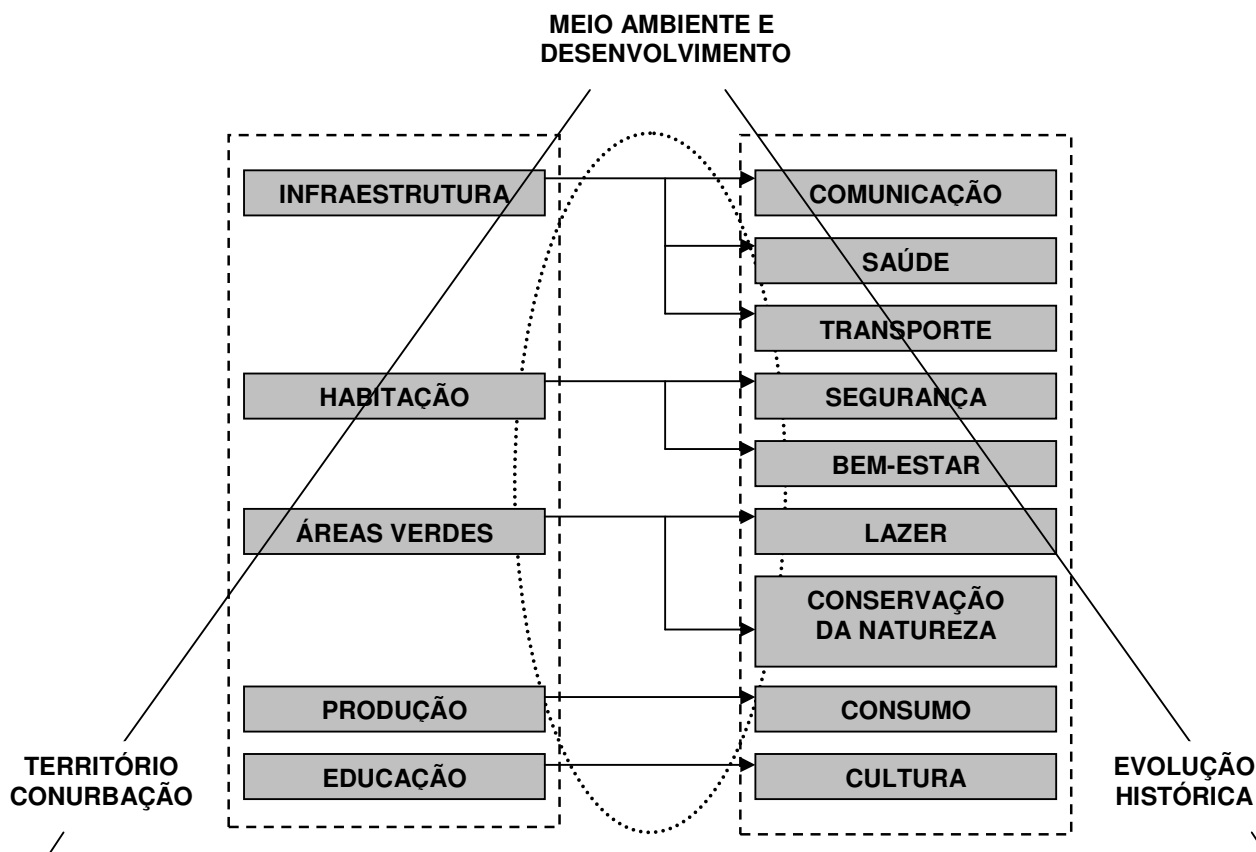 MEIO AMBIENTE E
DESENVOLVIMENTO
INFRAESTRUTURA
COMUNICAÇÃO
SAÚDE
TRANSPORTE
HABITAÇÃO
SEGURANÇA
BEM-ESTAR
ÁREAS VERDES
LAZER
CONSERVAÇÃO
DA NATUREZA
PRODUÇÃO
CONSUMO
EDUCAÇÃO
CULTURA
TERRITÓRIO
CONURBAÇÃO
EVOLUÇÃO
HISTÓRICA